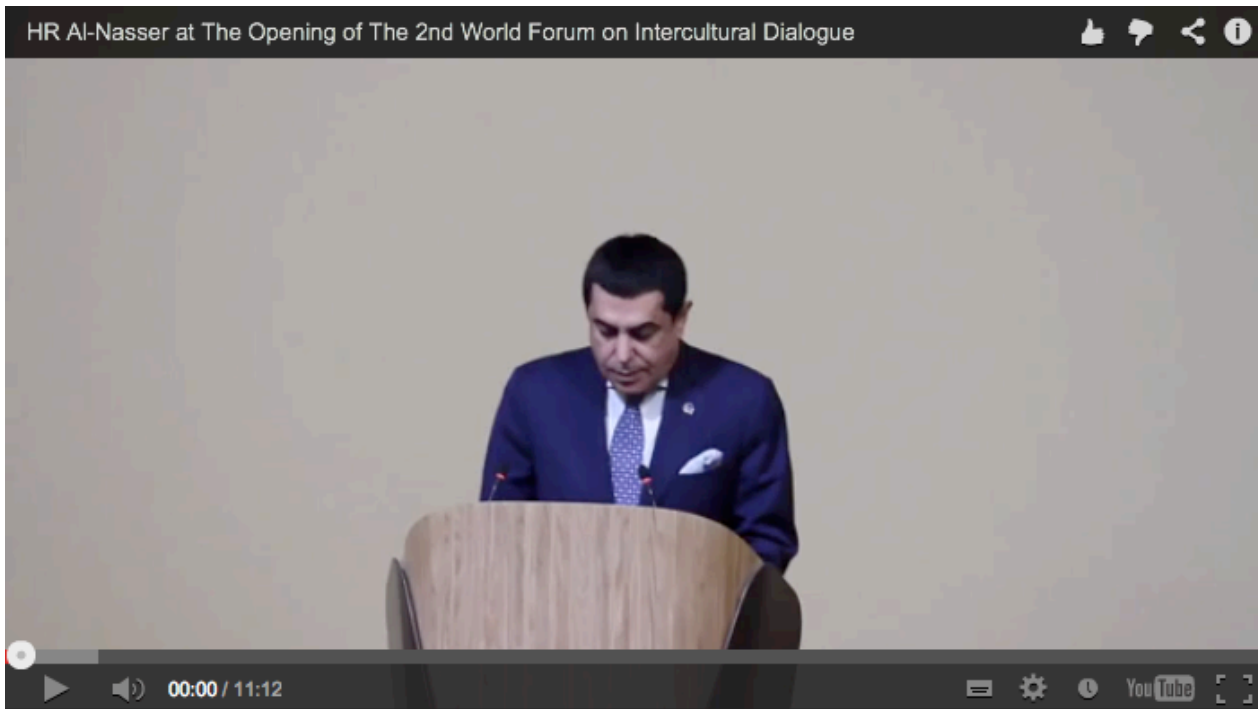 HR Al-Nasser at The Opening of The 2nd World Forum on Intercultural Dialogue
00:00 / 11:12
YouTube